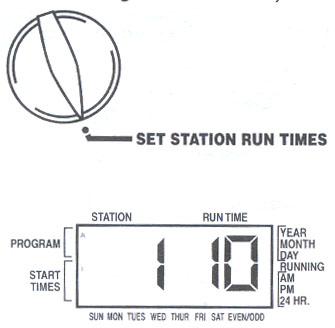 SET STATION RUN TIMES
STATION RUN TIME
PROGRAM
START
TIMES
A
1 10
YEAR
MONTH
DAY
RUNNING
AM
PM
24 HR.
SUN MON TUES WED THUR FRI SAT EVEN/ODD